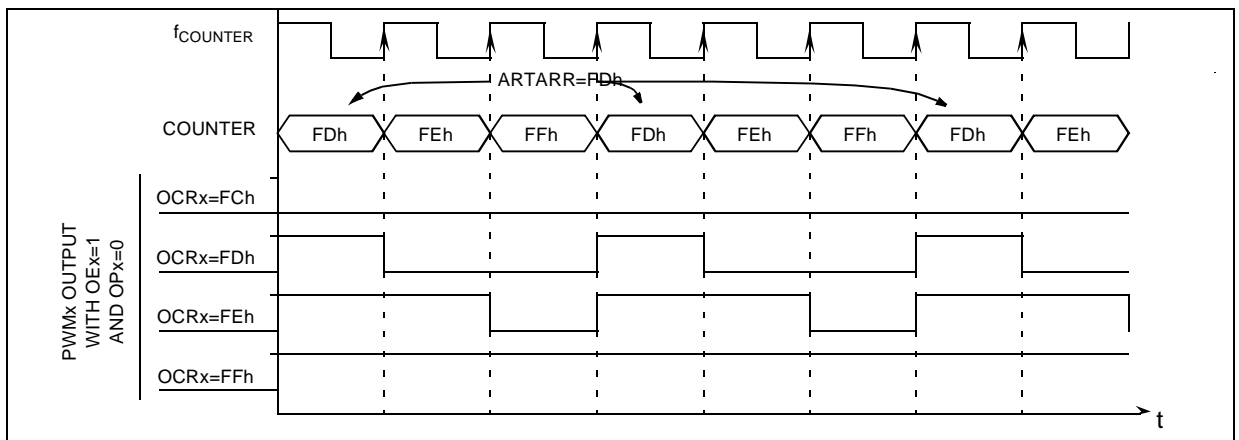 fCOUNTER
ARTARR=FDh
COUNTER
FDh FEh FFh FDh FEh FFh FDh FEh
PWMx OUTPUT
WITH OEx=1
AND OPx=0
OCRx=FCh
OCRx=FDh
OCRx=FEh
OCRx=FFh
t